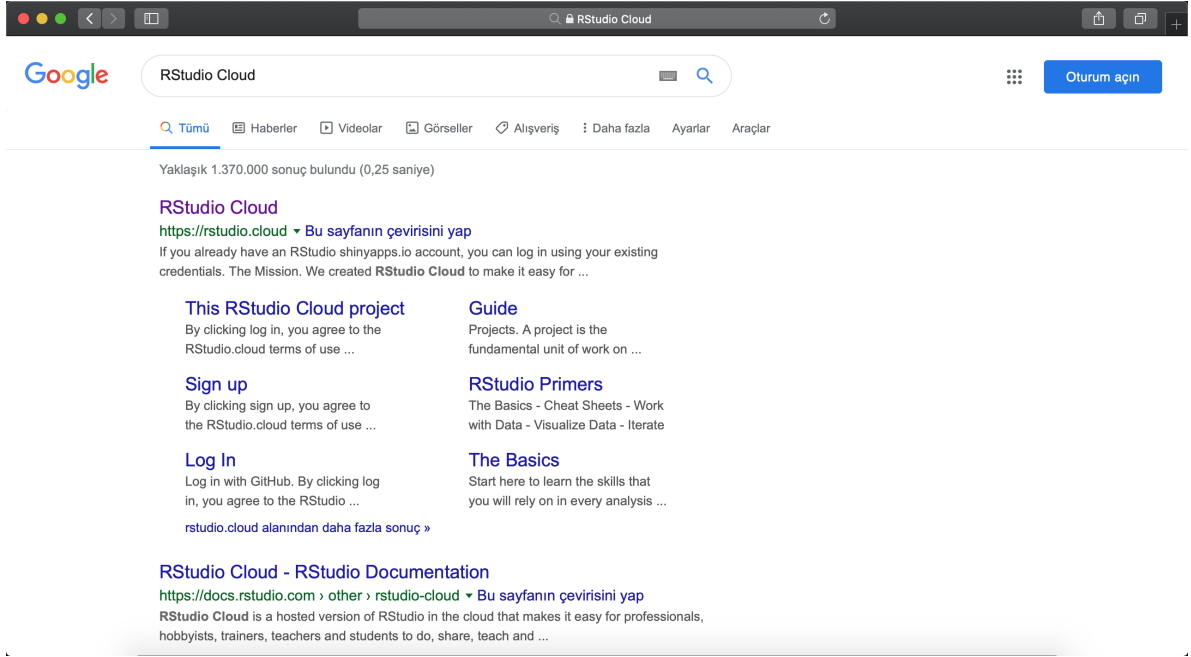 RStudio Cloud
Google
RStudio Cloud
Oturum açın
Tümü Haberler Videolar Görseller Alışveriş Daha fazla Ayarlar Araçlar
Yaklaşık 1.370.000 sonuç bulundu (0,25 saniye)
RStudio Cloud
https://rstudio.cloud Bu sayfanın çevirisini yap
If you already have an RStudio shinyapps.io account, you can log in using your existing
credentials. The Mission. We created RStudio Cloud to make it easy for ...
This RStudio Cloud project
By clicking log in, you agree to the
RStudio.cloud terms of use ...
Guide
Projects. A project is the
fundamental unit of work on ...
Sign up
By clicking sign up, you agree to
the RStudio.cloud terms of use ...
RStudio Primers
The Basics - Cheat Sheets - Work
with Data - Visualize Data - Iterate
Log In
Log in with GitHub. By clicking log
in, you agree to the RStudio ...
The Basics
Start here to learn the skills that
you will rely on in every analysis ...
rstudio.cloud alanından daha fazla sonuç »
RStudio Cloud - RStudio Documentation
https://docs.rstudio.com › other › rstudio-cloud Bu sayfanın çevirisini yap
RStudio Cloud is a hosted version of RStudio in the cloud that makes it easy for professionals,
hobbyists, trainers, teachers and students to do, share, teach and ...